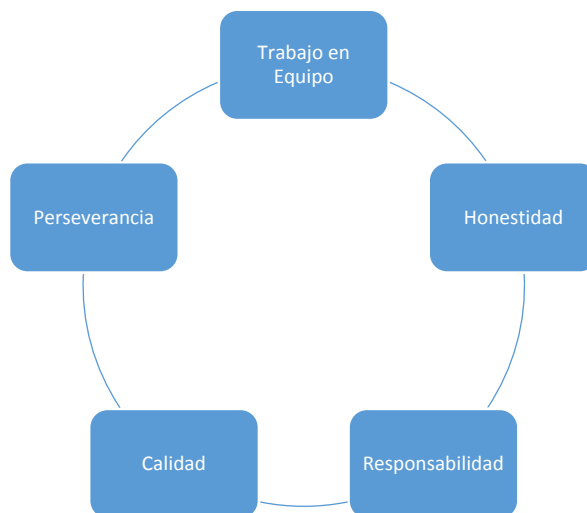 Trabajo en
Equipo
Perseverancia
Honestidad
Calidad
Responsabilidad